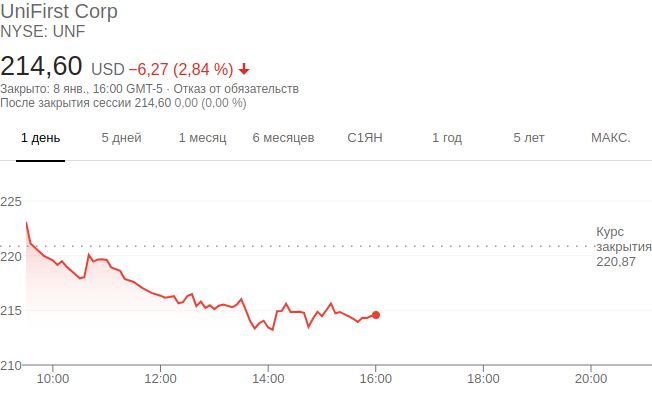 UniFirst Corp
NYSE: UNF
214,60 USD −6,27 (2,84 %)
Закрыто: 8 янв., 16:00 GMT-5 · Отказ от обязательств
После закрытия сессии 214,60 0,00 (0,00 %)
1 день 5 дней 1 месяц 6 месяцев С1ЯН 1 год 5 лет МАКС.
225
Курс
закрытия
220,87
220
215
210
10:00 12:00 14:00 16:00 18:00 20:00